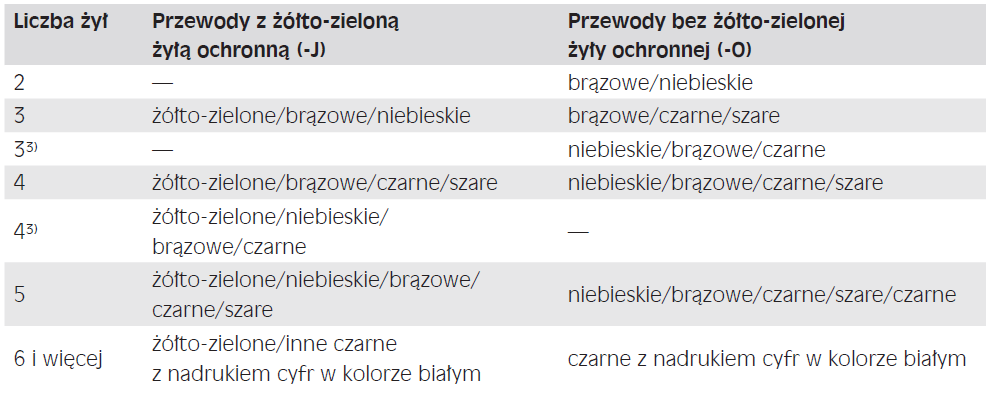 Liczba żył Przewody z żółto-zieloną Przewody bez żółto-zielonej
żyłą ochronną (-J) żyły ochronnej (-O)
2 — brązowe/niebieskie
3 żółto-zielone/brązowe/niebieskie brązowe/czarne/szare
3³⁾ — niebieskie/brązowe/czarne
4 żółto-zielone/brązowe/czarne/szare niebieskie/brązowe/czarne/szare
4³⁾ żółto-zielone/niebieskie/ —
brązowe/czarne
5 żółto-zielone/niebieskie/brązowe/ niebieskie/brązowe/czarne/szare/czarne
czarne/szare
6 i więcej żółto-zielone/inne czarne czarne z nadrukiem cyfr w kolorze białym
z nadrukiem cyfr w kolorze białym